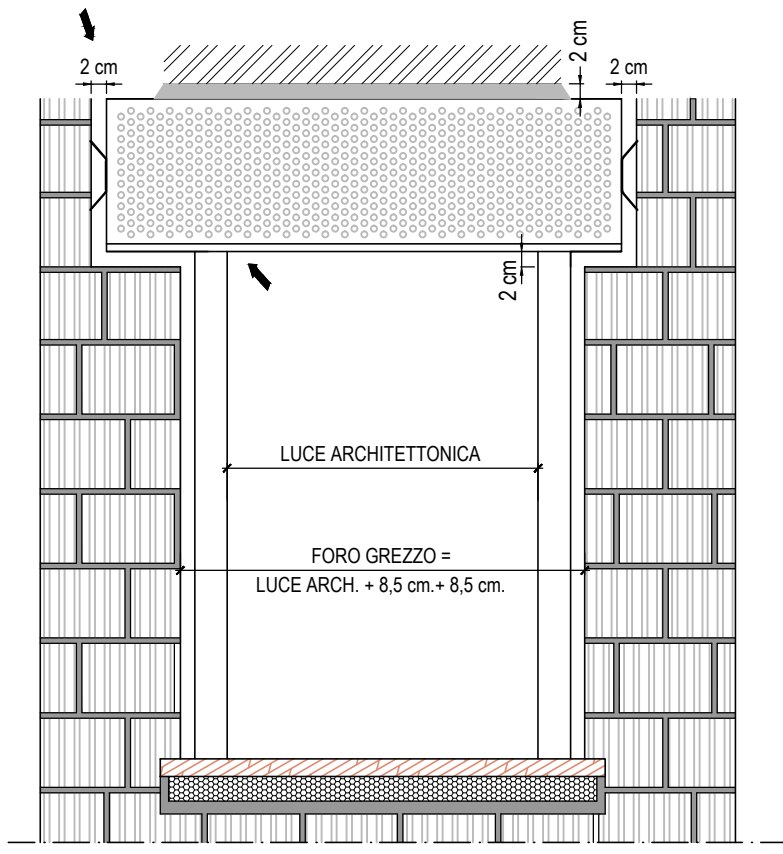 2 cm
2 cm
2 cm
2 cm
LUCE ARCHITETTONICA
FORO GREZZO =
LUCE ARCH. + 8,5 cm.+ 8,5 cm.